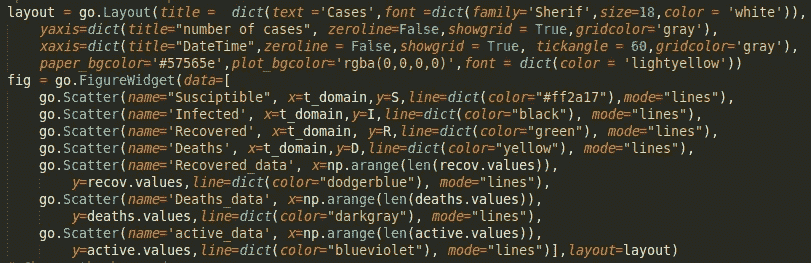 layout = go.Layout(title =  dict(text ='Cases',font =dict(family='Sherif',size=18,color = 'white')),
yaxis=dict(title="number of cases", zeroline=False,showgrid = True,gridcolor='gray'),
xaxis=dict(title="DateTime",zeroline = False,showgrid = True, tickangle = 60,gridcolor='gray'),
paper_bgcolor='#57565e',plot_bgcolor='rgba(0,0,0,0)',font = dict(color = 'lightyellow'))
fig = go.FigureWidget(data=[
go.Scatter(name="Susciptible", x=t_domain,y=S,line=dict(color="#ff2a17"),mode="lines"),
go.Scatter(name='Infected', x=t_domain,y=I,line=dict(color="black"), mode="lines"),
go.Scatter(name='Recovered', x=t_domain, y=R,line=dict(color="green"), mode="lines"),
go.Scatter(name='Deaths', x=t_domain,y=D,line=dict(color="yellow"), mode="lines"),
go.Scatter(name='Recovered_data', x=np.arange(len(recov.values)),
y=recov.values,line=dict(color="dodgerblue"), mode="lines"),
go.Scatter(name='Deaths_data', x=np.arange(len(deaths.values)),
y=deaths.values,line=dict(color="darkgray"), mode="lines"),
go.Scatter(name='active_data', x=np.arange(len(active.values)),
y=active.values,line=dict(color="blueviolet"), mode="lines")],layout=layout)